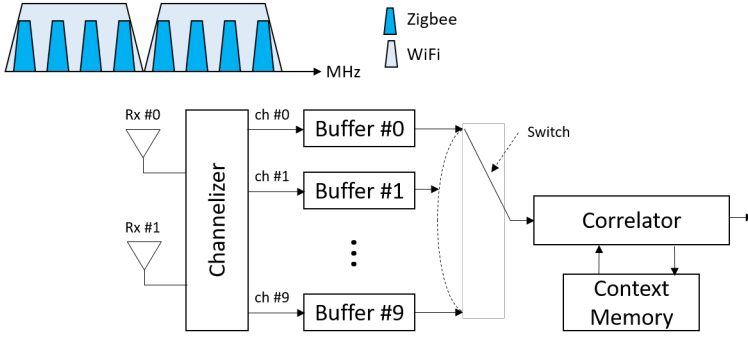 Zigbee
WiFi
MHz
Rx #0
Rx #1
Channelizer
ch #0
ch #1
ch #9
Buffer #0
Buffer #1
Buffer #9
Switch
Correlator
Context
Memory